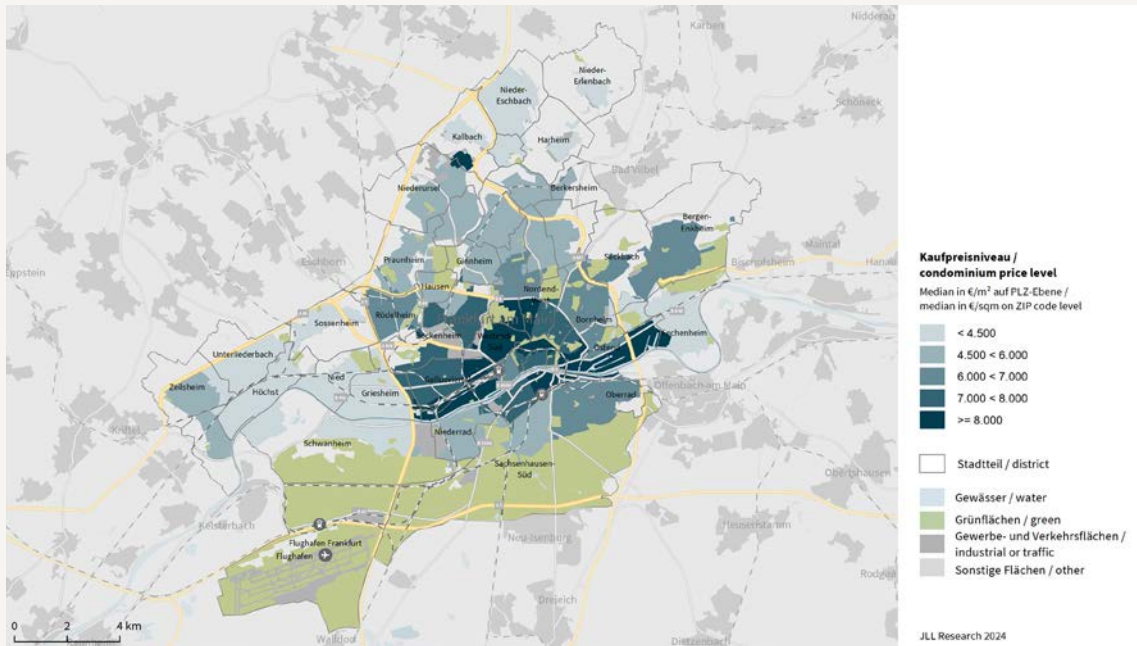 Karben
Nidderau
Nieder-
Erlenbach
Nieder-
Eschbach
Schöneck
Kalbach
Harheim
Bad Vilbel
Niederursel
Berkersheim
Bergen-
Enkheim
Eppstein
Eschborn
Praunheim
Ginnheim
Seckbach
Bischofsheim
Maintal
Hanau
Hausen
Nordend-
Rödelheim
Sossenheim
Bornheim
Bockenheim
Fechenheim
Unterliederbach
Zeilsheim
Höchst
Nied
Griesheim
Gallus
Ostend
Offenbach am Main
Oberrad
Kriftel
Schwanheim
Niederrad
Sachsenhausen-
Süd
Obertshausen
Kelsterbach
Neu-Isenburg
Heusenstamm
Flughafen Frankfurt
Flughafen
Rodgau
Dreieich
Walldorf
Dietzenbach
0 2 4 km
Kaufpreisniveau /
condominium price level
Median in €/m² auf PLZ-Ebene /
median in €/sqm on ZIP code level
< 4.500
4.500 < 6.000
6.000 < 7.000
7.000 < 8.000
>= 8.000
Stadtteil / district
Gewässer / water
Grünflächen / green
Gewerbe- und Verkehrsflächen /
industrial or traffic
Sonstige Flächen / other
JLL Research 2024